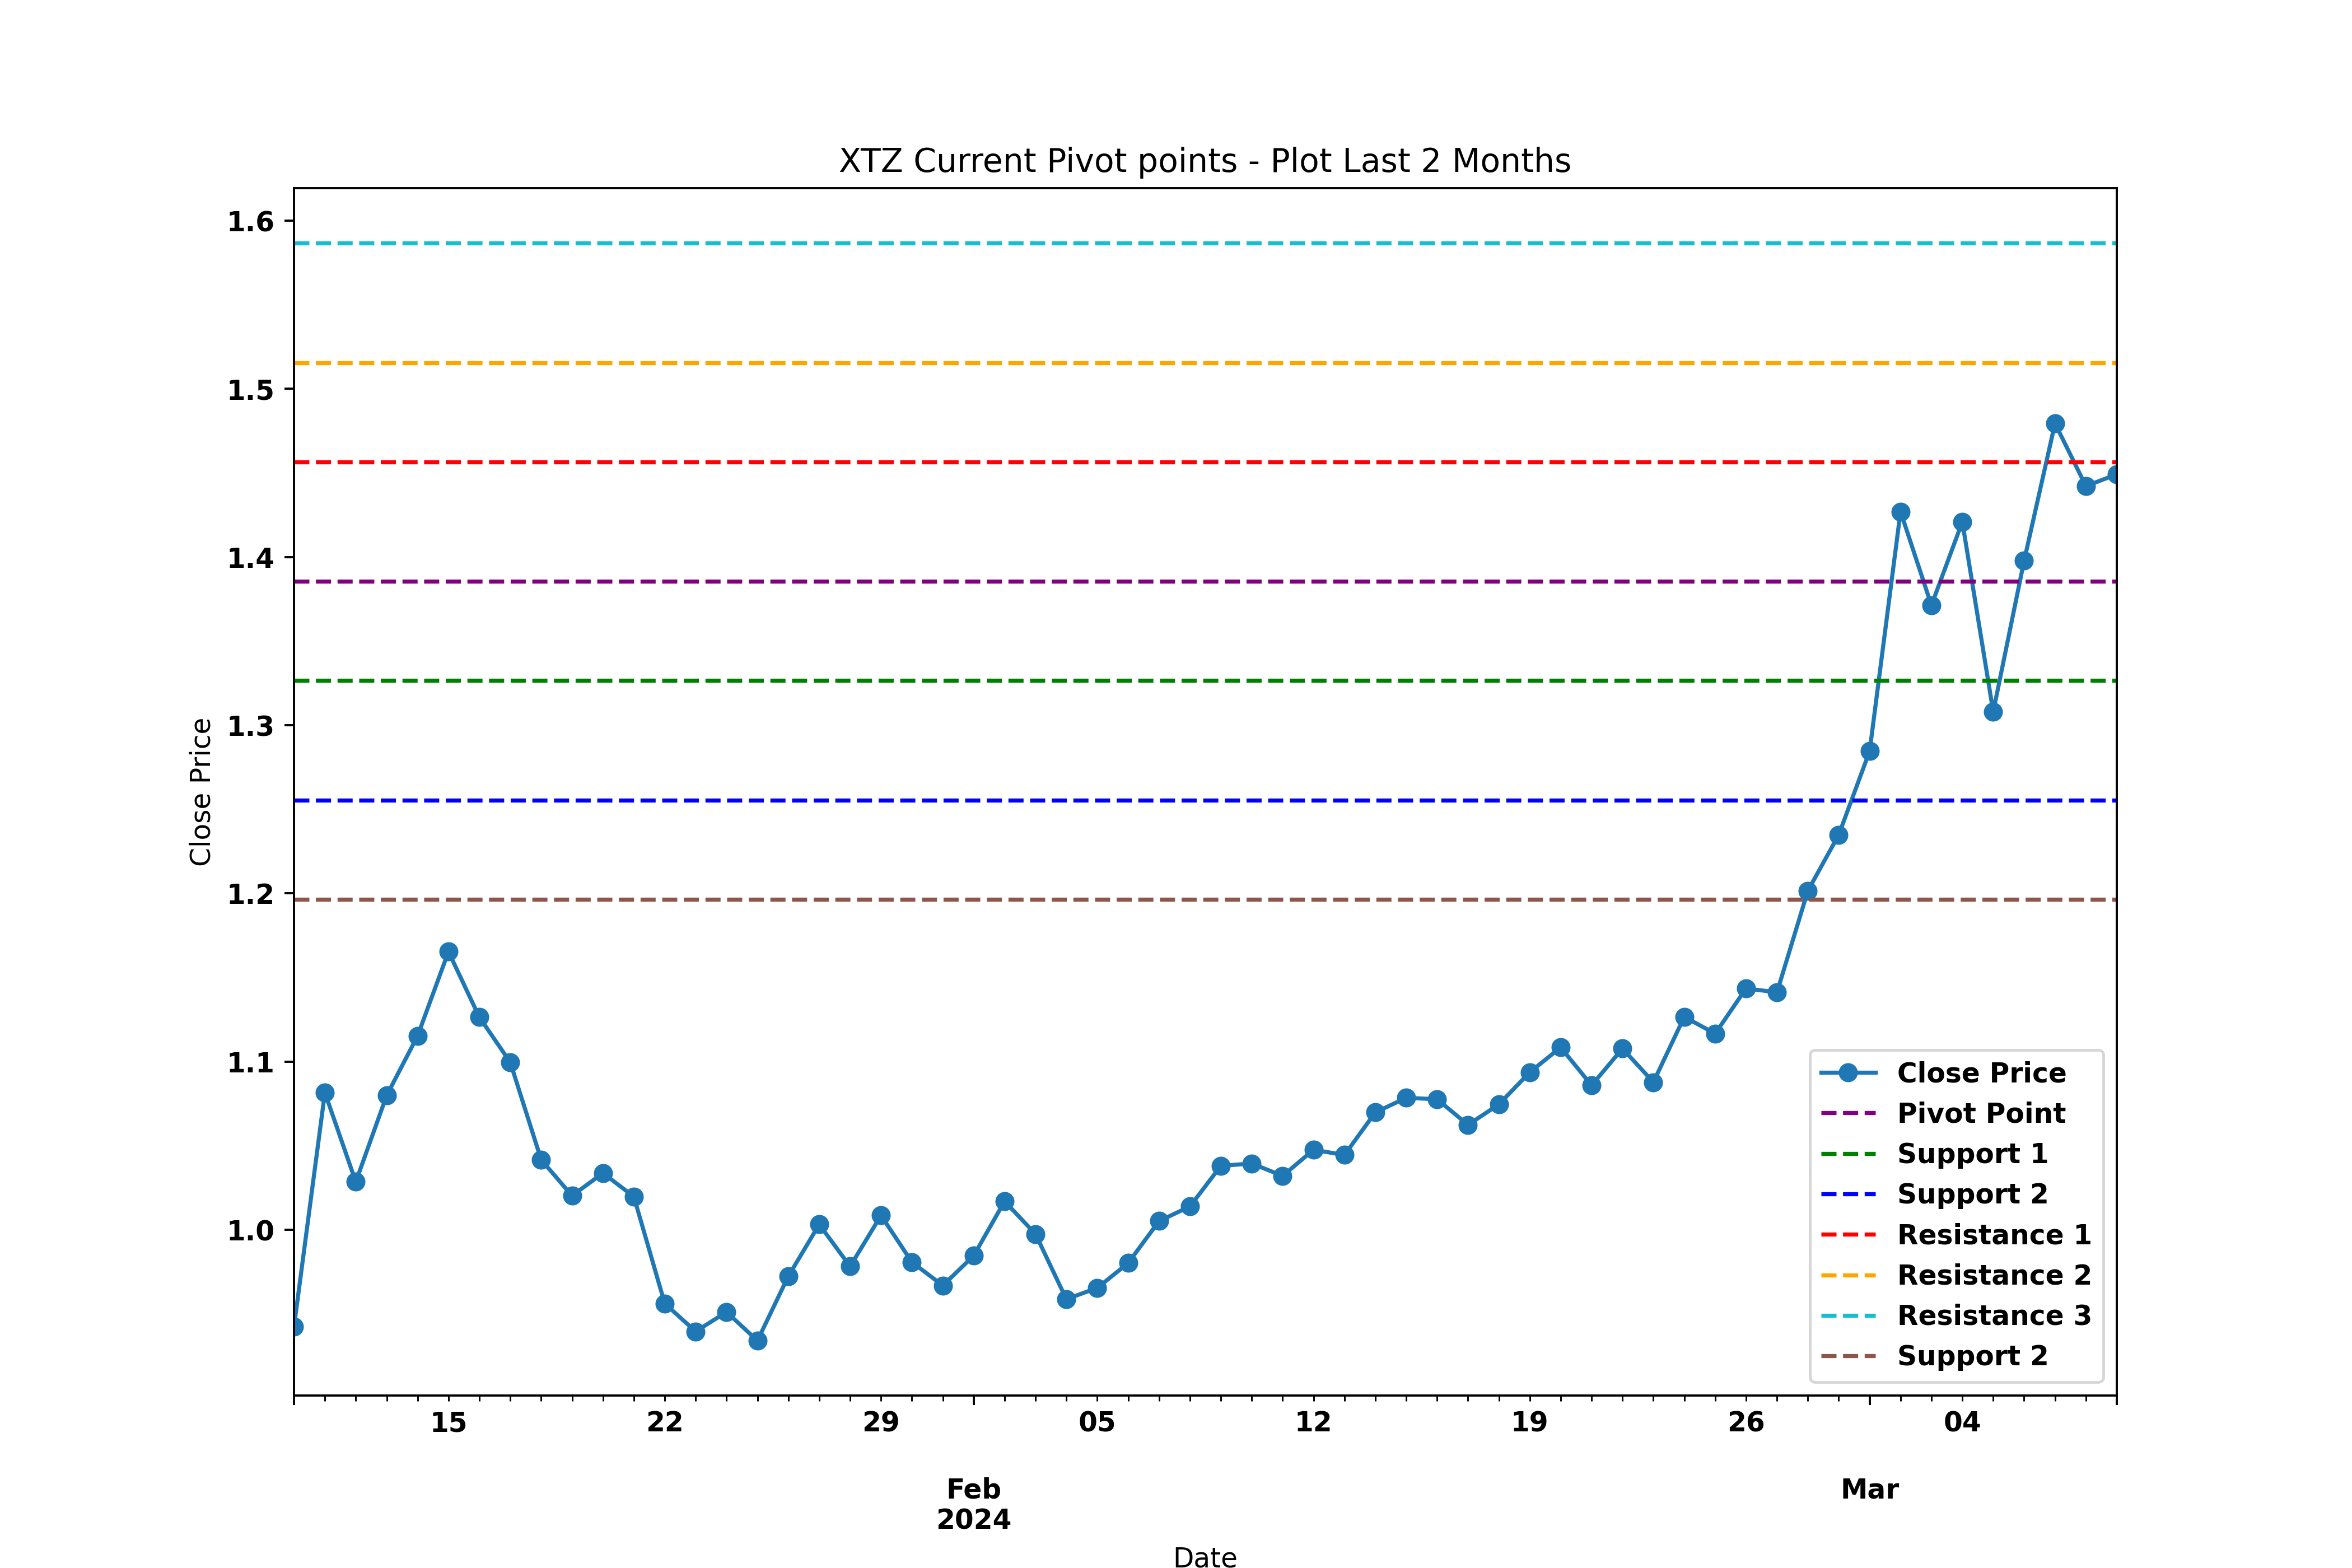 XTZ Current Pivot points - Plot Last 2 Months
1.6
1.5
1.4
1.3
1.2
1.1
1.0
Close Price
Close Price
Pivot Point
Support 1
Support 2
Resistance 1
Resistance 2
Resistance 3
Support 2
15 22 29 05 12 19 26 04
Feb Mar
2024
Date